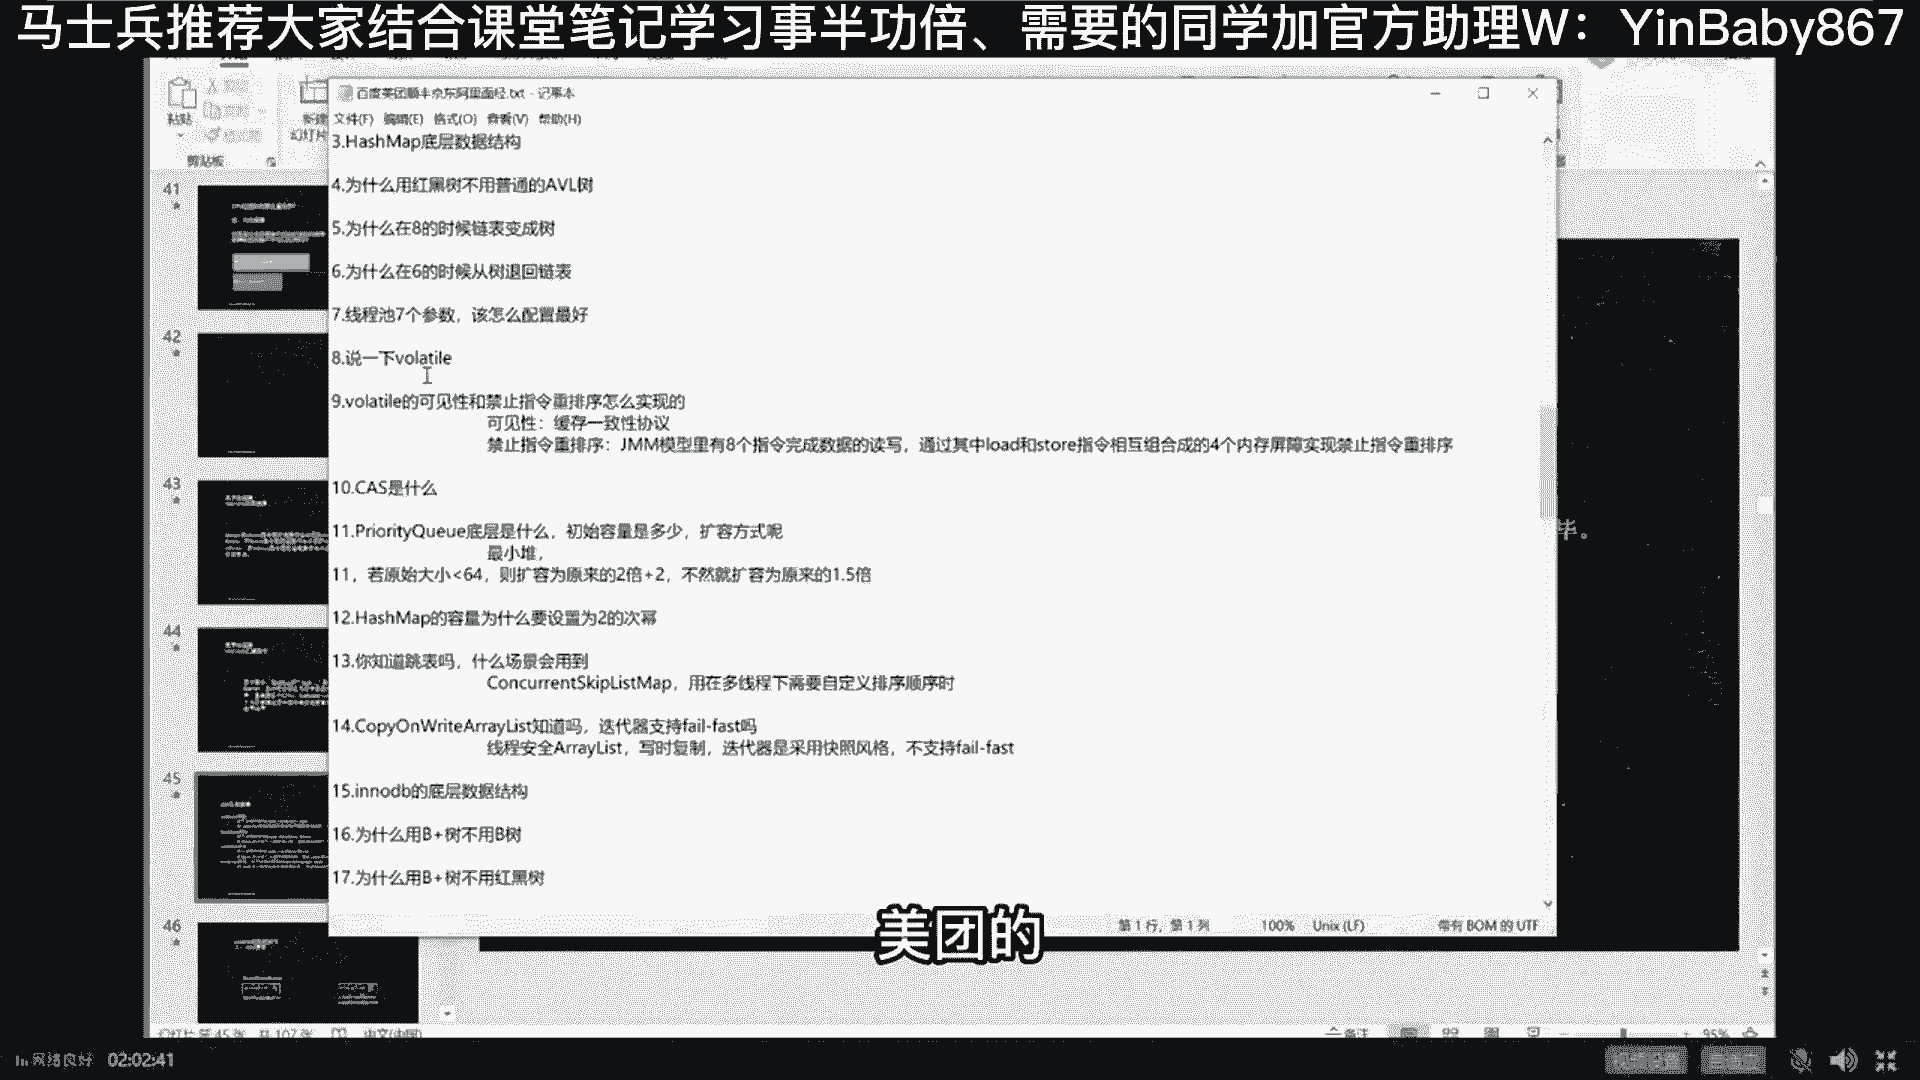 马士兵推荐大家结合课堂笔记学习事半功倍、需要的同学加官方助理W：YinBaby867
百度美团顺丰京东阿里面经.txt - 记事本
文件(F) 编辑(E) 格式(O) 查看(V) 帮助(H)
粘贴
剪贴板
3.HashMap底层数据结构
4.为什么用红黑树不用普通的AVL树
5.为什么在8的时候链表变成树
6.为什么在6的时候从树退回链表
7.线程池7个参数，该怎么配置最好
8.说一下volatile
9.volatile的可见性和禁止指令重排序怎么实现的
可见性：缓存一致性协议
禁止指令重排序：JMM模型里有8个指令完成数据的读写，通过其中load和store指令相互组合成的4个内存屏障实现禁止指令重排序
10.CAS是什么
11.PriorityQueue底层是什么，初始容量是多少，扩容方式呢
最小堆，
11，若原始大小<64，则扩容为原来的2倍+2，不然就扩容为原来的1.5倍
12.HashMap的容量为什么要设置为2的次幂
13.你知道跳表吗，什么场景会用到
ConcurrentSkipListMap，用在多线程下需要自定义排序顺序时
14.CopyOnWriteArrayList知道吗，迭代器支持fail-fast吗
线程安全ArrayList，写时复制，迭代器是采用快照风格，不支持fail-fast
15.innodb的底层数据结构
16.为什么用B+树不用B树
17.为什么用B+树不用红黑树
第1行，第1列 100% Unix (LF) 带有 BOM 的 UTF
41
42
43
44
45
46
毕。
美团的
幻灯片 第 45 张，共 107 张 中文(中国)
备注 95%
网络良好 02:02:41